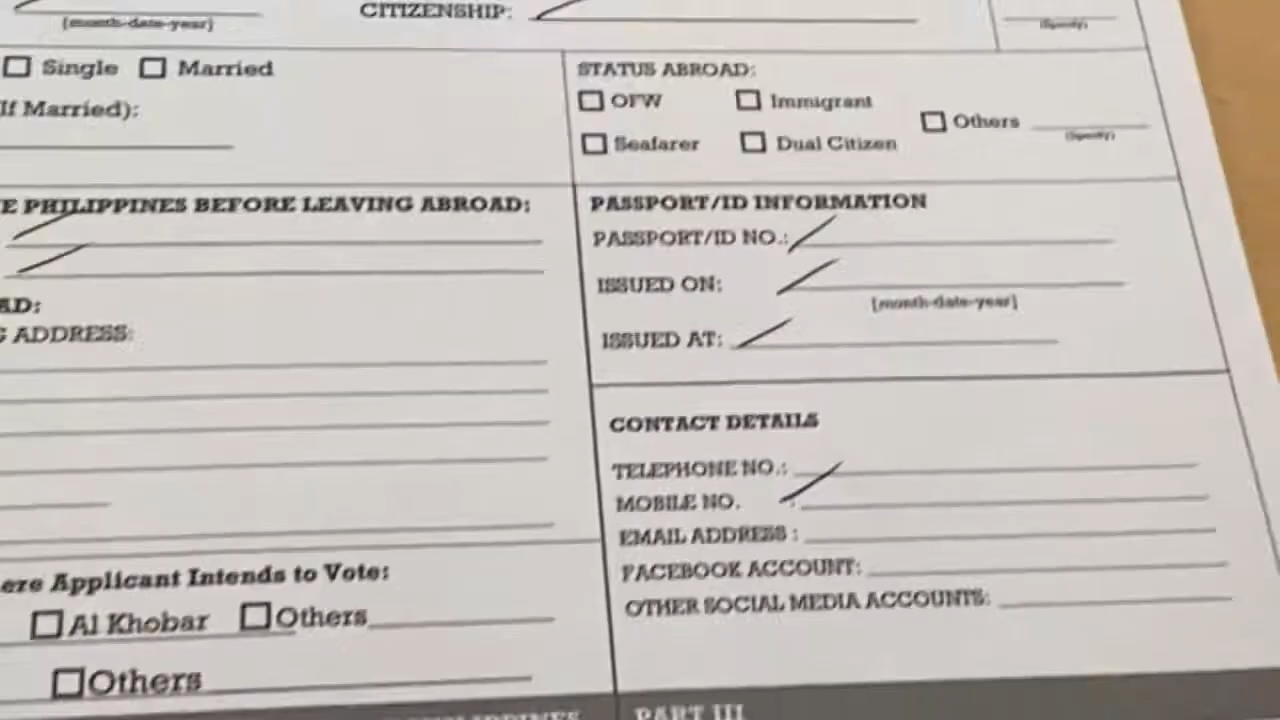 CITIZENSHIP:
(month-date-year)
(Specify)
Single Married
If Married):
STATUS ABROAD:
OFW Immigrant
Others
(Specify)
Seafarer Dual Citizen
E PHILIPPINES BEFORE LEAVING ABROAD:
PASSPORT/ID INFORMATION
PASSPORT/ID NO.:
ISSUED ON:
(month-date-year)
ISSUED AT:
AD:
G ADDRESS:
CONTACT DETAILS
TELEPHONE NO.:
MOBILE NO.
EMAIL ADDRESS :
FACEBOOK ACCOUNT:
OTHER SOCIAL MEDIA ACCOUNTS:
ere Applicant Intends to Vote:
Al Khobar Others
Others
PART III